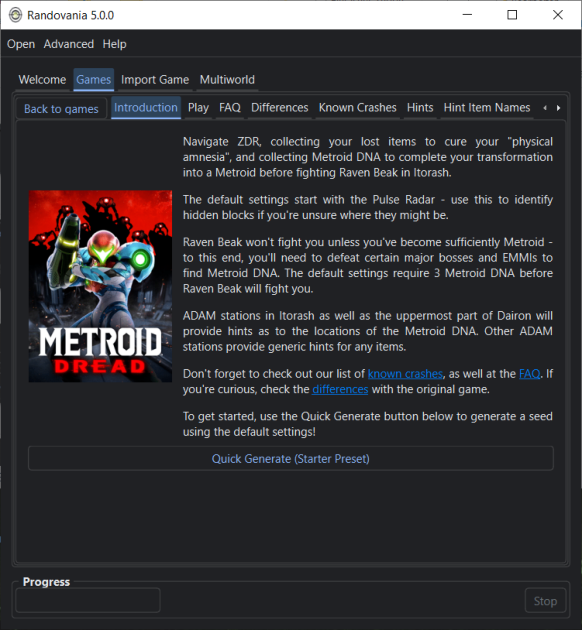 Randovania 5.0.0
Open Advanced Help
Welcome Games Import Game Multiworld
Back to games Introduction Play FAQ Differences Known Crashes Hints Hint Item Names
Navigate ZDR, collecting your lost items to cure your "physical
amnesia", and collecting Metroid DNA to complete your transformation
into a Metroid before fighting Raven Beak in Itorash.
The default settings start with the Pulse Radar - use this to identify
hidden blocks if you're unsure where they might be.
Raven Beak won't fight you unless you've become sufficiently Metroid -
to this end, you'll need to defeat certain major bosses and EMMIs to
find Metroid DNA. The default settings require 3 Metroid DNA before
Raven Beak will fight you.
ADAM stations in Itorash as well as the uppermost part of Dairon will
provide hints as to the locations of the Metroid DNA. Other ADAM
stations provide generic hints for any items.
Don't forget to check out our list of known crashes, as well at the FAQ. If
you're curious, check the differences with the original game.
To get started, use the Quick Generate button below to generate a seed
using the default settings!
METROID
DREAD
Quick Generate (Starter Preset)
Progress
Stop